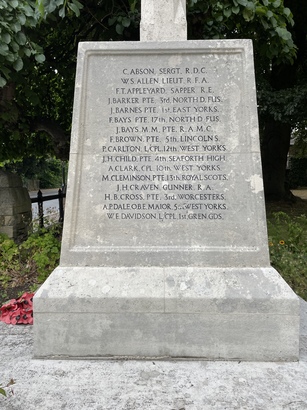 C. ABSON, SERGT. R.D.C.
W.S. ALLEN LIEUT. R.F.A.
F.T. APPLEYARD, SAPPER R.E.
J. BARKER PTE. 3rd. NORTH'D. FUS.
J. BARNES PTE. 1st EAST YORKS.
F. BAYS PTE. 17th. NORTH'D. FUS.
J. BAYS M.M. PTE. R.A.M.C.
F. BROWN PTE. 5th. LINCOLNS.
P. CARLTON, L/CPL. 12th. WEST YORKS.
J.H. CHILD. PTE. 4th SEAFORTH HIGH.
A. CLARK, CPL. 10th. WEST YORKS.
M. CLEMINSON, PTE. 13th. ROYAL SCOTS.
J.H. CRAVEN. GUNNER. R.A.
H.B. CROSS. PTE. 3rd. WORCESTERS.
A.P. DALE O.B.E. MAJOR WEST YORKS.
W.E. DAVIDSON. L/CPL. 1st. GREN. GDS.